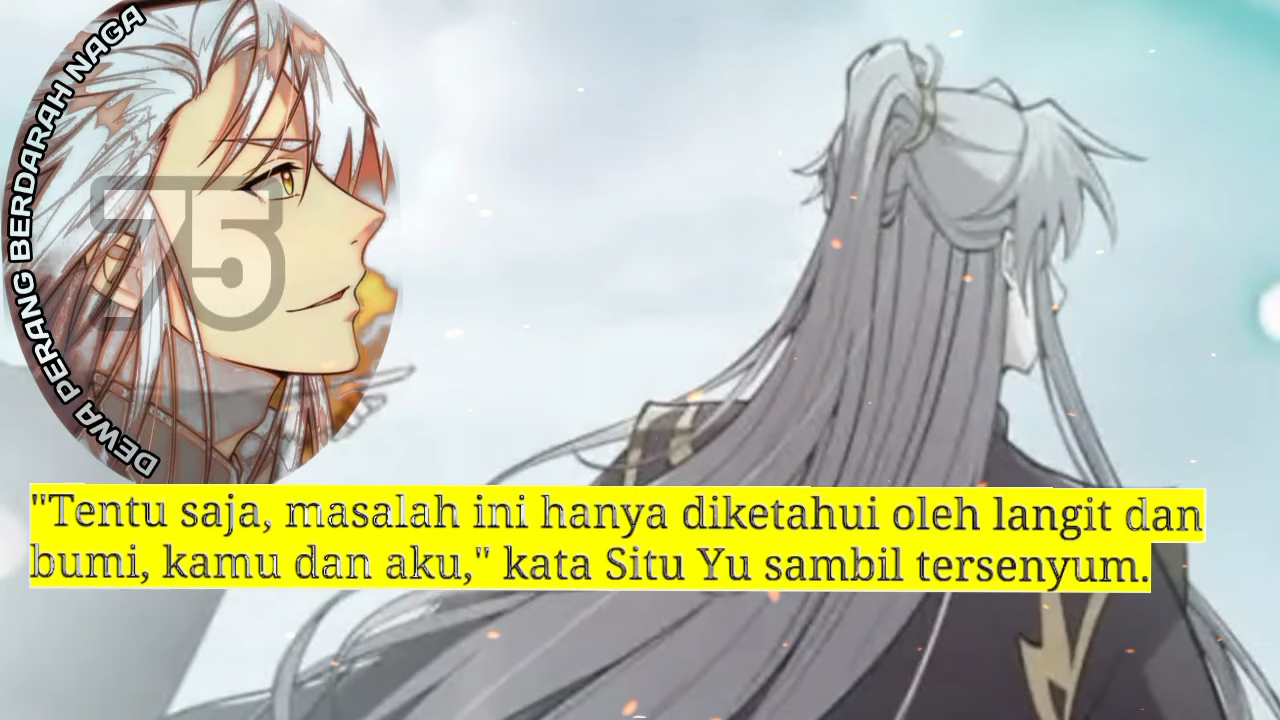 DEWA PERANG BERDARAH NAGA
75
"Tentu saja, masalah ini hanya diketahui oleh langit dan
bumi, kamu dan aku," kata Situ Yu sambil tersenyum.